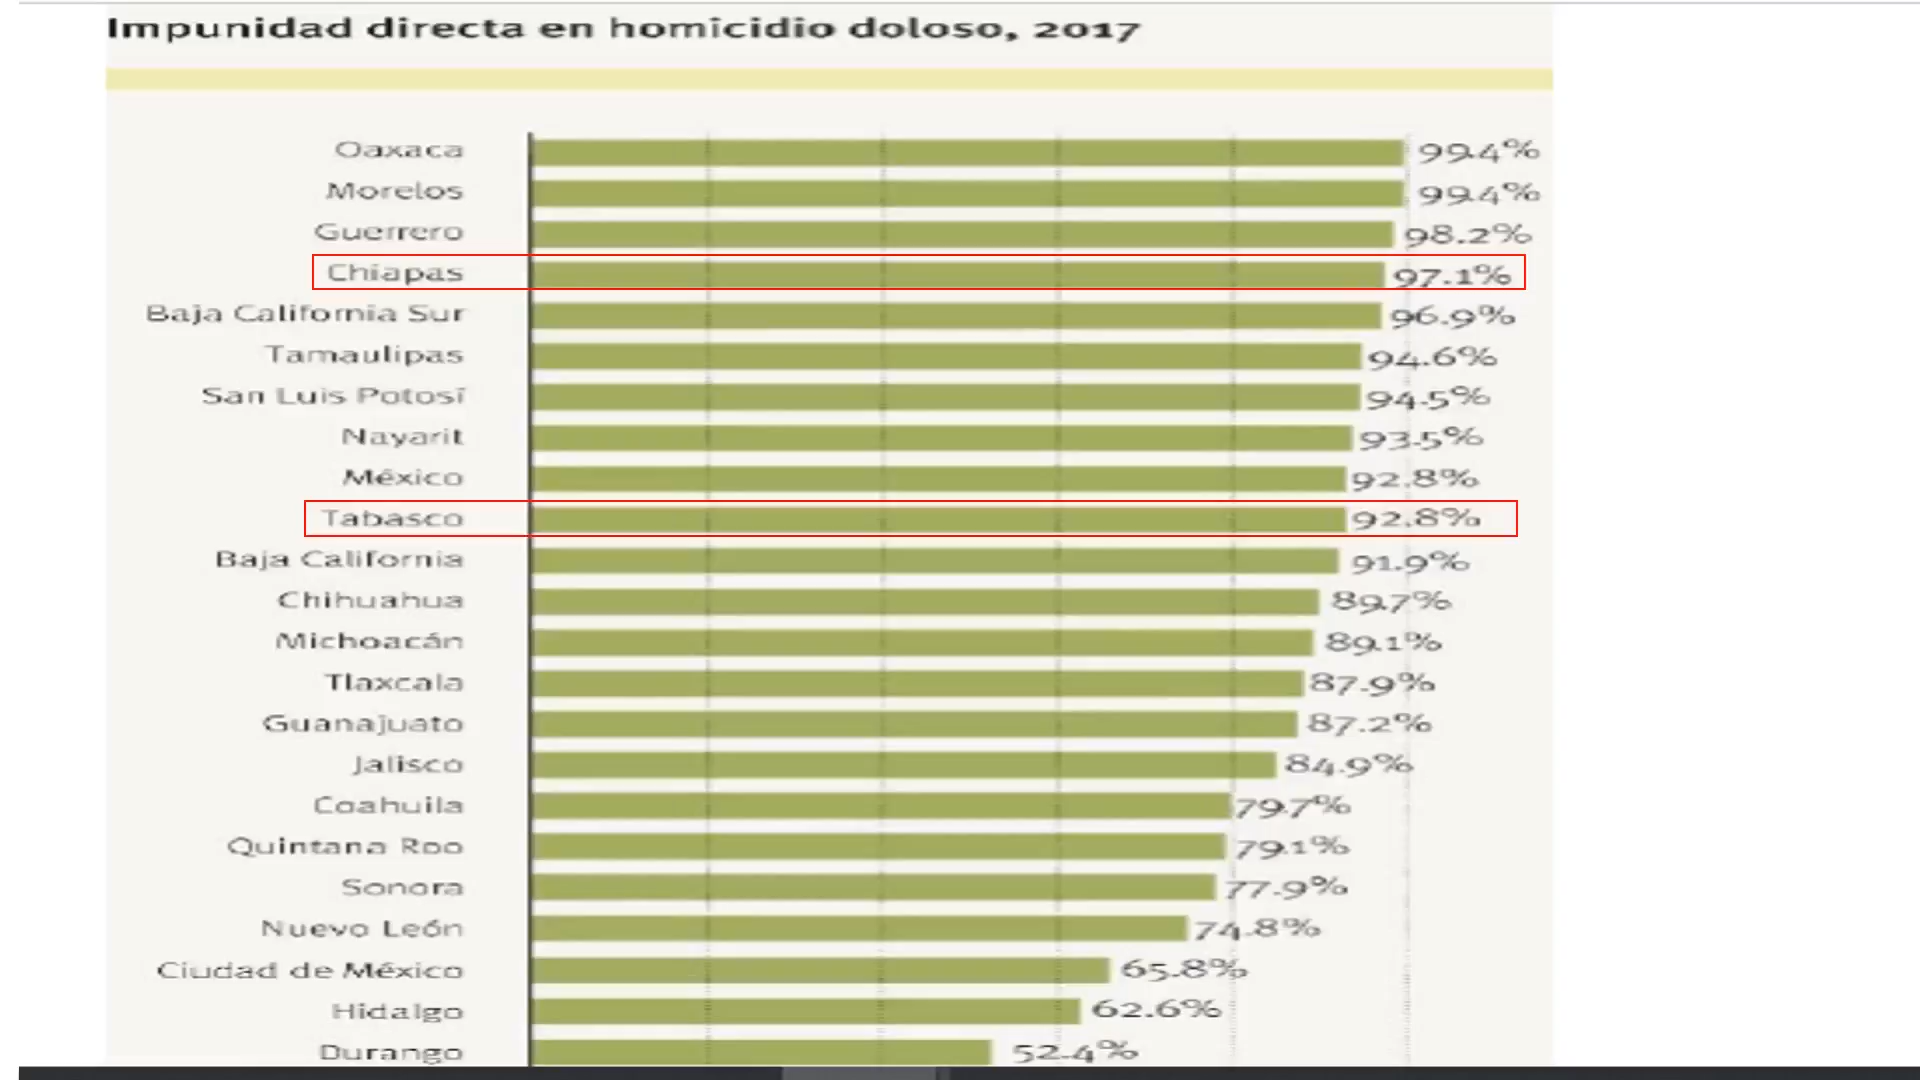 Impunidad directa en homicidio doloso, 2017
Oaxaca 99.4%
Morelos 99.4%
Guerrero 98.2%
Chiapas 97.1%
Baja California Sur 96.9%
Tamaulipas 94.6%
San Luis Potosí 94.5%
Nayarit 93.5%
México 92.8%
Tabasco 92.8%
Baja California 91.9%
Chihuahua 89.7%
Michoacán 89.1%
Tlaxcala 87.9%
Guanajuato 87.2%
Jalisco 84.9%
Coahuila 79.7%
Quintana Roo 79.1%
Sonora 77.9%
Nuevo León 74.8%
Ciudad de México 65.8%
Hidalgo 62.6%
Durango 52.4%